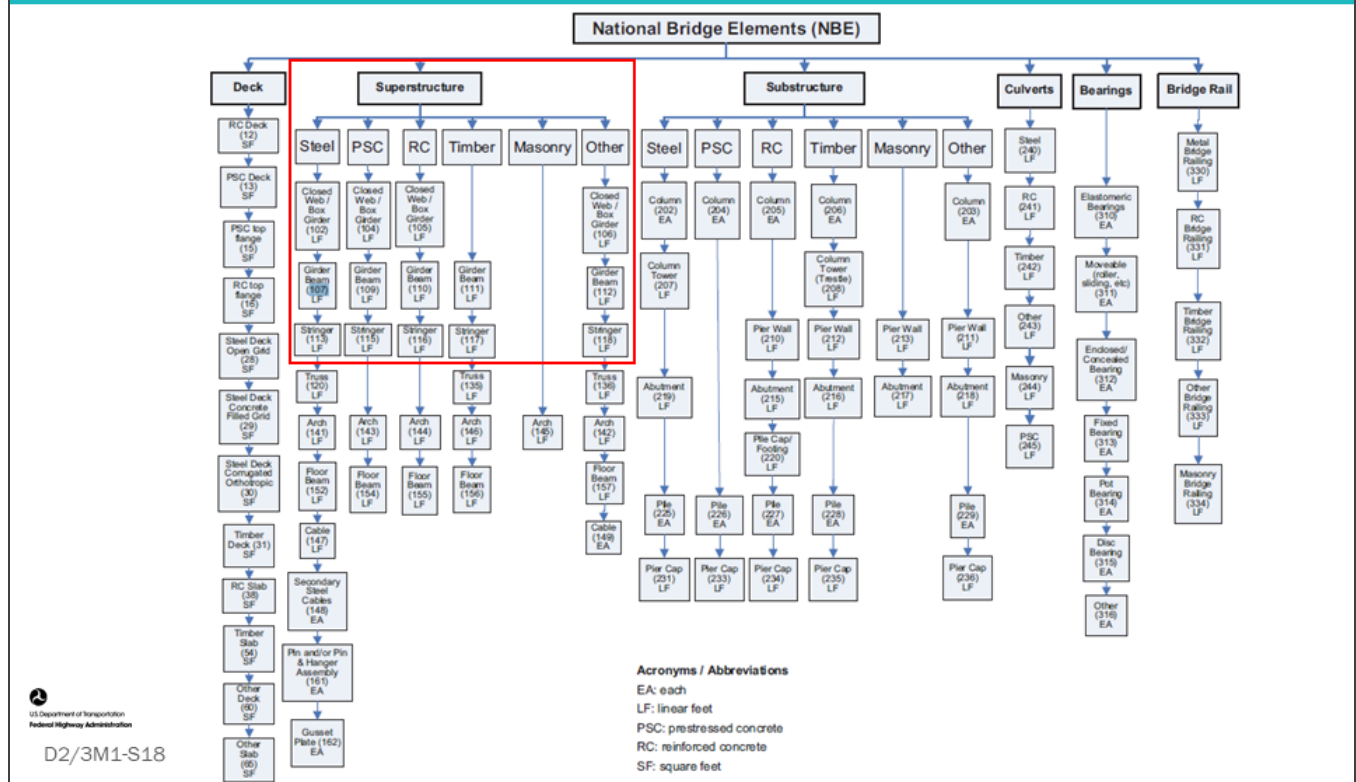 National Bridge Elements (NBE)
Deck
RC Deck
(12)
SF
PSC Deck
(13)
SF
PSC top
flange
(15)
SF
RC top
flange
(16)
SF
Steel Deck
Open Grid
(28)
SF
Steel Deck
Concrete
Filled Grid
(29)
SF
Steel Deck
Corrugated
Orthotropic
(30)
SF
Timber
Deck (31)
SF
RC Slab
(38)
SF
Timber
Slab
(54)
SF
Other
Deck
(60)
SF
Other
Slab
(65)
SF
Superstructure
Steel
Closed
Web /
Box
Girder
(102)
LF
Girder
Beam
(107)
LF
Stringer
(113)
LF
Truss
(120)
LF
Arch
(141)
LF
Floor
Beam
(152)
LF
Cable
(147)
LF
Secondary
Steel
Cables
(148)
EA
Pin and/or Pin
& Hanger
Assembly
(161)
EA
Gusset
Plate (162)
EA
PSC
Closed
Web /
Box
Girder
(104)
LF
Girder
Beam
(109)
LF
Stringer
(115)
LF
Arch
(143)
LF
Floor
Beam
(154)
LF
RC
Closed
Web /
Box
Girder
(105)
LF
Girder
Beam
(110)
LF
Stringer
(116)
LF
Arch
(144)
LF
Floor
Beam
(155)
LF
Timber
Girder
Beam
(111)
LF
Stringer
(117)
LF
Truss
(135)
LF
Arch
(146)
LF
Floor
Beam
(156)
LF
Masonry
Arch
(145)
LF
Other
Closed
Web /
Box
Girder
(106)
LF
Girder
Beam
(112)
LF
Stringer
(118)
LF
Truss
(136)
LF
Arch
(142)
LF
Floor
Beam
(157)
LF
Cable
(149)
EA
Substructure
Steel
Column
(202)
EA
Column
Tower
(207)
LF
Abutment
(219)
LF
Pile
(225)
EA
Pier Cap
(231)
LF
PSC
Column
(204)
EA
Pile
(226)
EA
Pier Cap
(233)
LF
RC
Column
(205)
EA
Pier Wall
(210)
LF
Abutment
(215)
LF
Pile Cap/
Footing
(220)
LF
Pile
(227)
EA
Pier Cap
(234)
LF
Timber
Column
(206)
EA
Column
Tower
(Trestle)
(208)
LF
Pier Wall
(212)
LF
Abutment
(216)
LF
Pile
(228)
EA
Pier Cap
(235)
LF
Masonry
Pier Wall
(213)
LF
Abutment
(217)
LF
Other
Column
(203)
EA
Pier Wall
(211)
LF
Abutment
(218)
LF
Pile
(229)
EA
Pier Cap
(236)
LF
Culverts
Steel
(240)
LF
RC
(241)
LF
Timber
(242)
LF
Other
(243)
LF
Masonry
(244)
LF
PSC
(245)
LF
Bearings
Elastomeric
Bearings
(310)
EA
Moveable
(roller,
sliding, etc)
(311)
EA
Enclosed/
Concealed
Bearing
(312)
EA
Fixed
Bearing
(313)
EA
Pot
Bearing
(314)
EA
Disc
Bearing
(315)
EA
Other
(316)
EA
Bridge Rail
Metal
Bridge
Railing
(330)
LF
RC
Bridge
Railing
(331)
LF
Timber
Bridge
Railing
(332)
LF
Other
Bridge
Railing
(333)
LF
Masonry
Bridge
Railing
(334)
LF
Acronyms / Abbreviations
EA: each
LF: linear feet
PSC: prestressed concrete
RC: reinforced concrete
SF: square feet
U.S. Department of Transportation
Federal Highway Administration
D2/3M1-S18